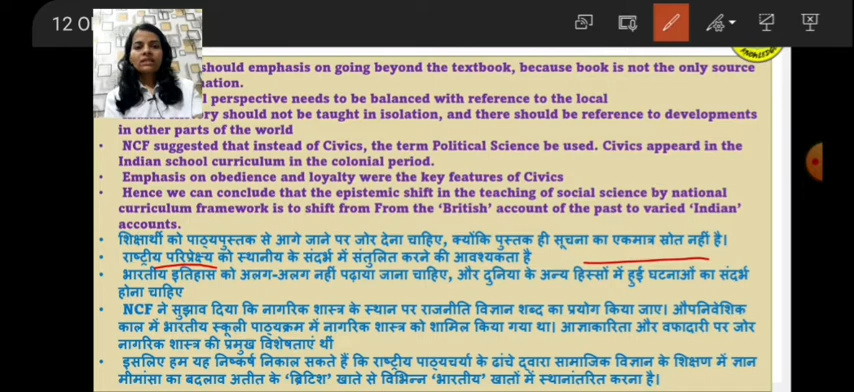 12 O
should emphasis on going beyond the textbook, because book is not the only source
ation.
perspective needs to be balanced with reference to the local
ry should not be taught in isolation, and there should be reference to developments
in other parts of the world
• NCF suggested that instead of Civics, the term Political Science be used. Civics appeard in the
Indian school curriculum in the colonial period.
• Emphasis on obedience and loyalty were the key features of Civics
• Hence we can conclude that the epistemic shift in the teaching of social science by national
curriculum framework is to shift from From the ‘British’ account of the past to varied ‘Indian’
accounts.
• शिक्षार्थी को पाठ्यपुस्तक से आगे जाने पर जोर देना चाहिए, क्योंकि पुस्तक ही सूचना का एकमात्र स्रोत नहीं है।
• राष्ट्रीय परिप्रेक्ष्य को स्थानीय के संदर्भ में संतुलित करने की आवश्यकता है
• भारतीय इतिहास को अलग-अलग नहीं पढ़ाया जाना चाहिए, और दुनिया के अन्य हिस्सों में हुई घटनाओं का संदर्भ
होना चाहिए
• NCF ने सुझाव दिया कि नागरिक शास्त्र के स्थान पर राजनीति विज्ञान शब्द का प्रयोग किया जाए। औपनिवेशिक
काल में भारतीय स्कूली पाठ्यक्रम में नागरिक शास्त्र को शामिल किया गया था। आज्ञाकारिता और वफादारी पर जोर
नागरिक शास्त्र की प्रमुख विशेषताएं थीं
• इसलिए हम यह निष्कर्ष निकाल सकते हैं कि राष्ट्रीय पाठ्यचर्या के ढांचे द्वारा सामाजिक विज्ञान के शिक्षण में ज्ञान
मीमांसा का बदलाव अतीत के ‘ब्रिटिश’ खाते से विभिन्न ‘भारतीय’ खातों में स्थानांतरित करना है।